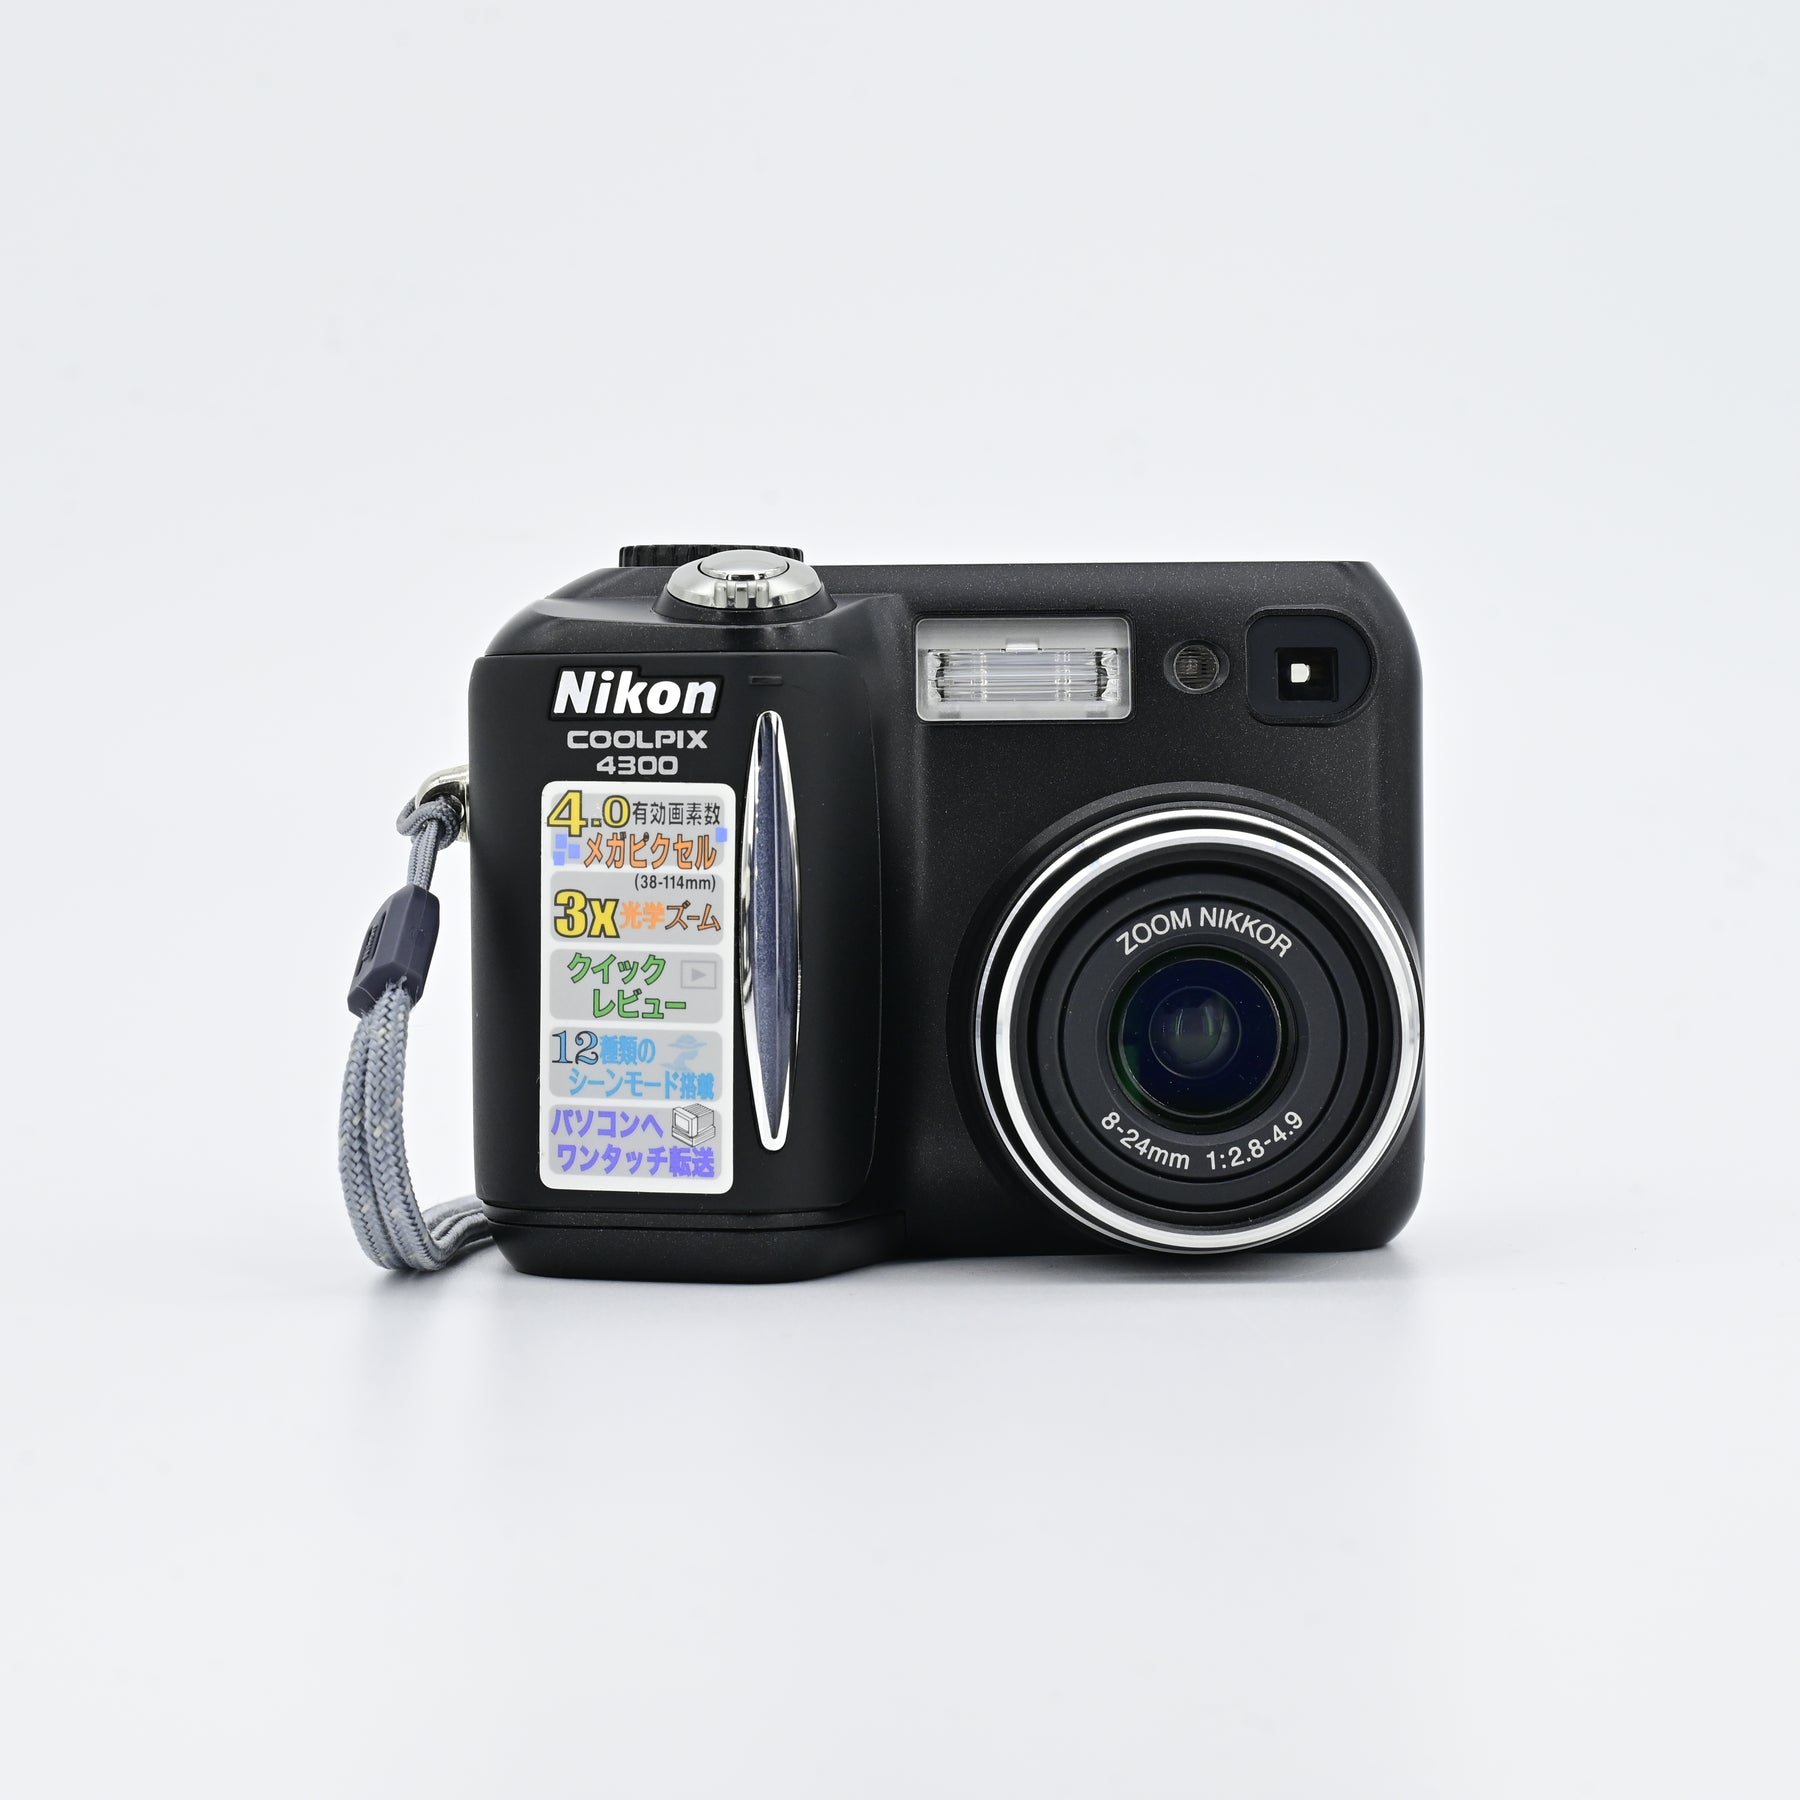 Nikon
COOLPIX
4300
4.0有効画素数
メガピクセル
(38-114mm)
3x光学ズーム
クイック
レビュー
12種類の
シーンモード搭載
パソコンへ
ワンタッチ転送
ZOOM NIKKOR
8-24mm 1:2.8-4.9